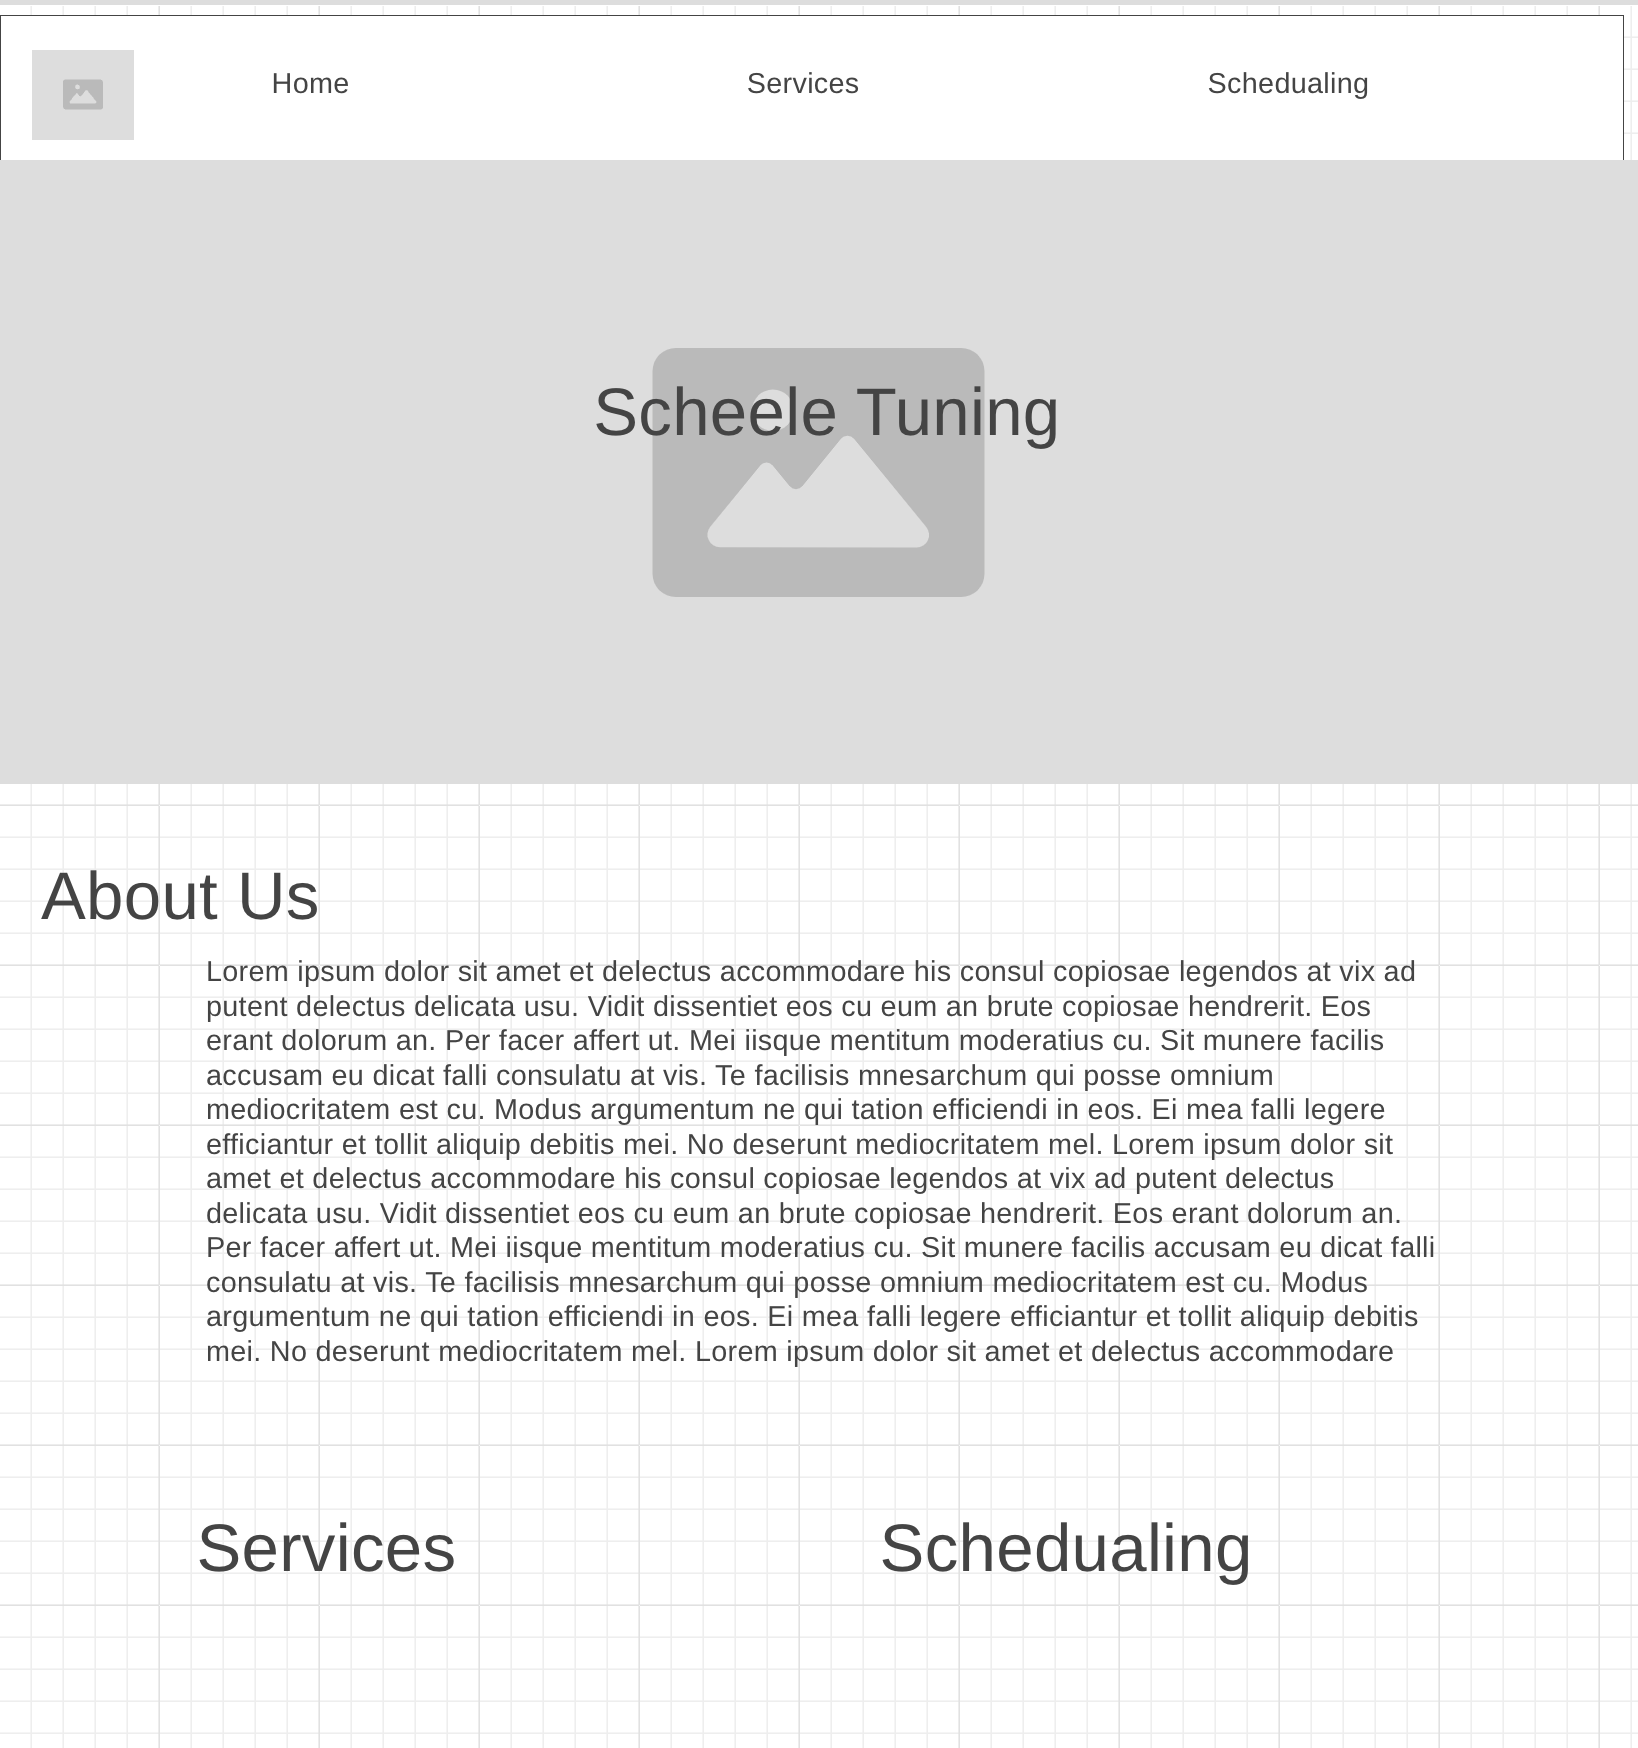 Home
Services
Schedualing
Scheele Tuning
About Us
Lorem ipsum dolor sit amet et delectus accommodare his consul copiosae legendos at vix ad
putent delectus delicata usu. Vidit dissentiet eos cu eum an brute copiosae hendrerit. Eos
erant dolorum an. Per facer affert ut. Mei iisque mentitum moderatius cu. Sit munere facilis
accusam eu dicat falli consulatu at vis. Te facilisis mnesarchum qui posse omnium
mediocritatem est cu. Modus argumentum ne qui tation efficiendi in eos. Ei mea falli legere
efficiantur et tollit aliquip debitis mei. No deserunt mediocritatem mel. Lorem ipsum dolor sit
amet et delectus accommodare his consul copiosae legendos at vix ad putent delectus
delicata usu. Vidit dissentiet eos cu eum an brute copiosae hendrerit. Eos erant dolorum an.
Per facer affert ut. Mei iisque mentitum moderatius cu. Sit munere facilis accusam eu dicat falli
consulatu at vis. Te facilisis mnesarchum qui posse omnium mediocritatem est cu. Modus
argumentum ne qui tation efficiendi in eos. Ei mea falli legere efficiantur et tollit aliquip debitis
mei. No deserunt mediocritatem mel. Lorem ipsum dolor sit amet et delectus accommodare
Services
Schedualing